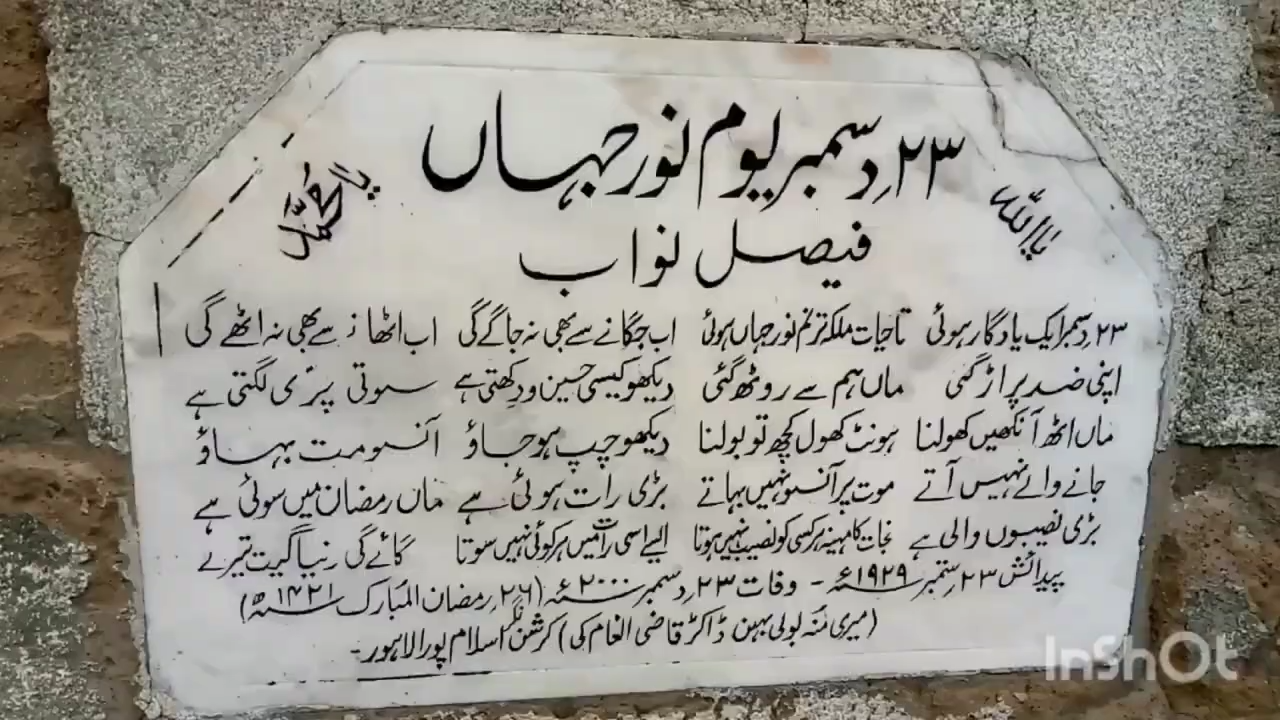 یا اللہ
۲۳؍دسمبر یوم نور جہاں
یا محمدؐ
فیصل نواب
۲۳؍دسمبر ایک یادگار ہوئی تاحیات ملکہ ترنم نور جہاں ہوئی اب جگانے سے بھی نہ جاگے گی اب اٹھانے سے بھی نہ اٹھے گی
اپنی ضد پر اڑ گئی ماں ہم سے روٹھ گئی دیکھو کیسی حسین و دکھتی ہے سوتی پری لگتی ہے
ماں اٹھ آنکھیں کھولنا ہونٹ کھول کچھ تو بولنا دیکھو چپ ہو جاؤ آنسو مت بہاؤ
جانے والے نہیں آتے موت پر آنسو نہیں بہاتے بڑی رات ہوئی ہے ماں رمضان میں سوئی ہے
بڑی نصیبوں والی ہے نجات کا مہینہ ہر کسی کو نصیب نہیں ہوتا ایسے اسی رات میں ہر کوئی نہیں سوتا گائے گی دنیا گیت تیرے
پیدائش ۲۳ ستمبر ۱۹۲۹ء - وفات ۲۳؍دسمبر ۲۰۰۰ء (۲۶؍رمضان المبارک ۱۴۲۱ھ)
(میری منہ بولی بہن ڈاکٹر قاضی انعام کی) کرشن نگر اسلام پورا لاہور-
InShOt